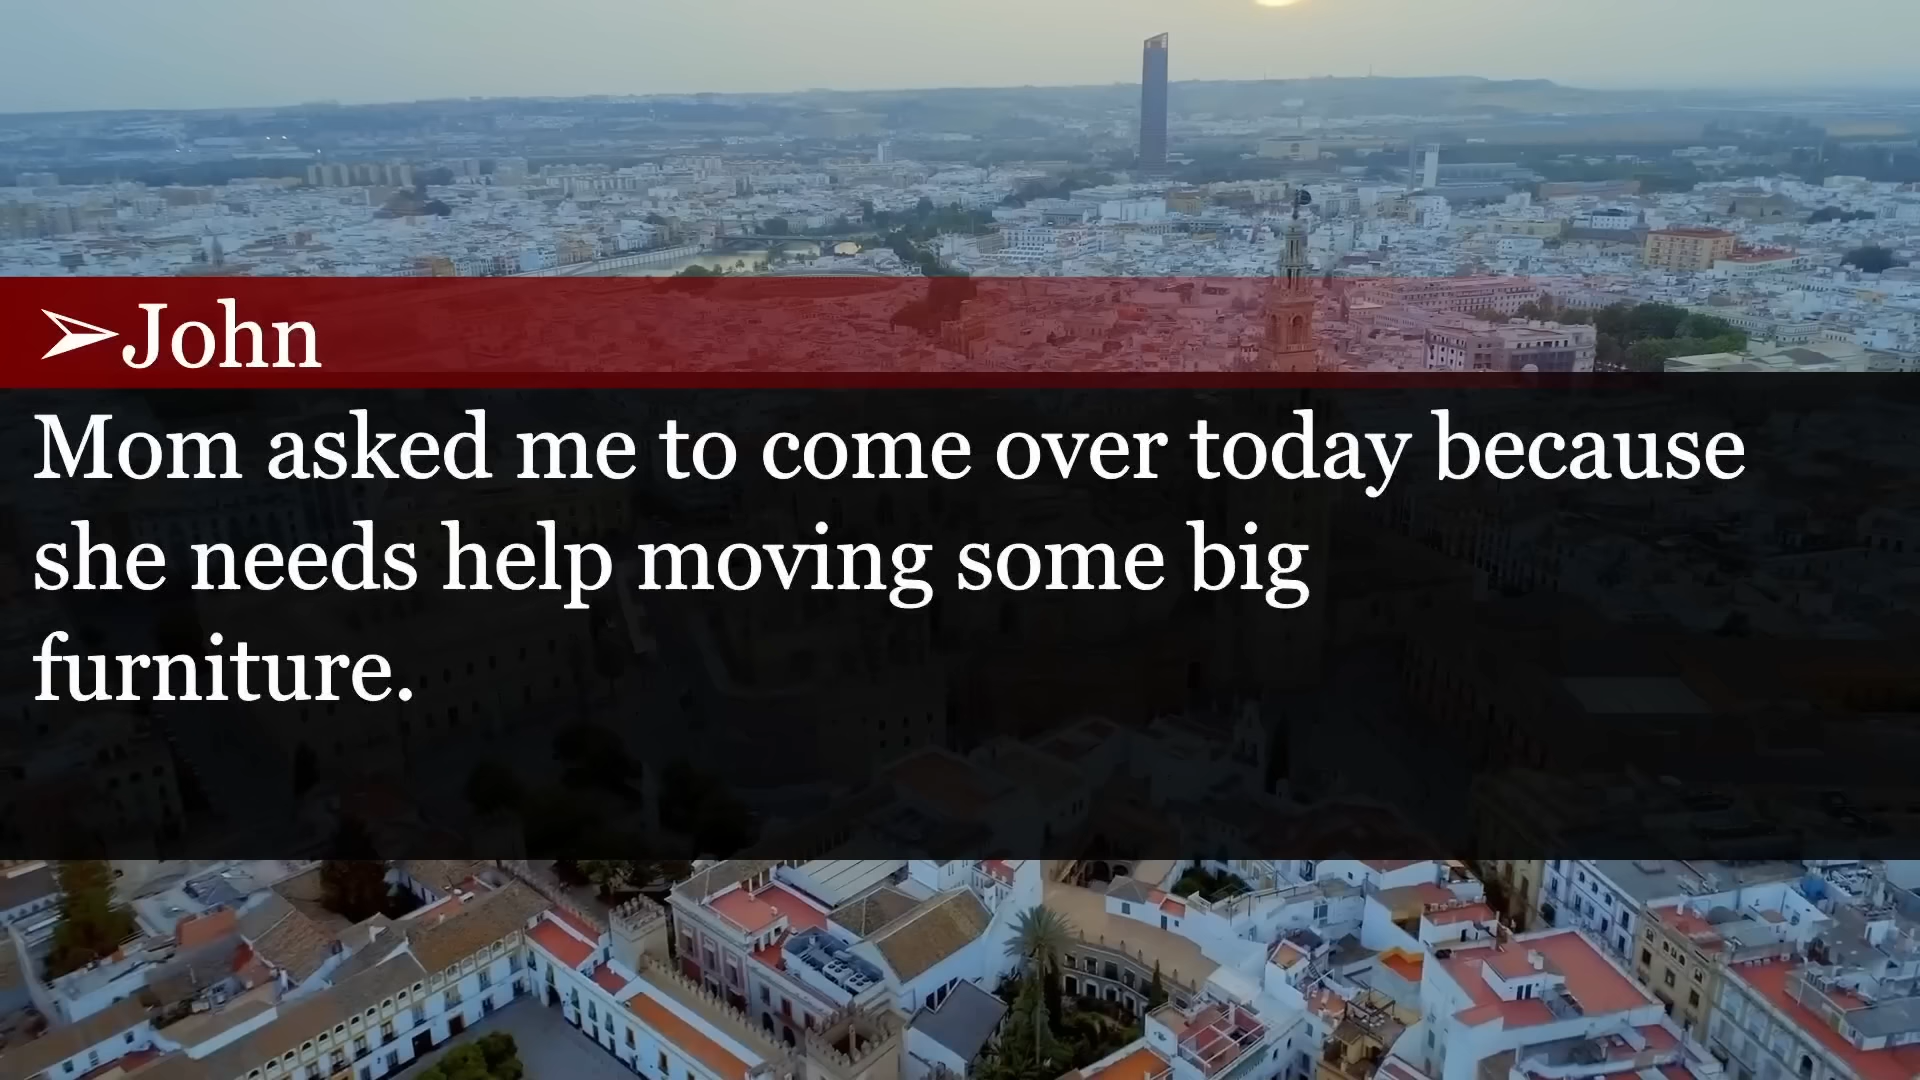 ➢John
Mom asked me to come over today because
she needs help moving some big
furniture.